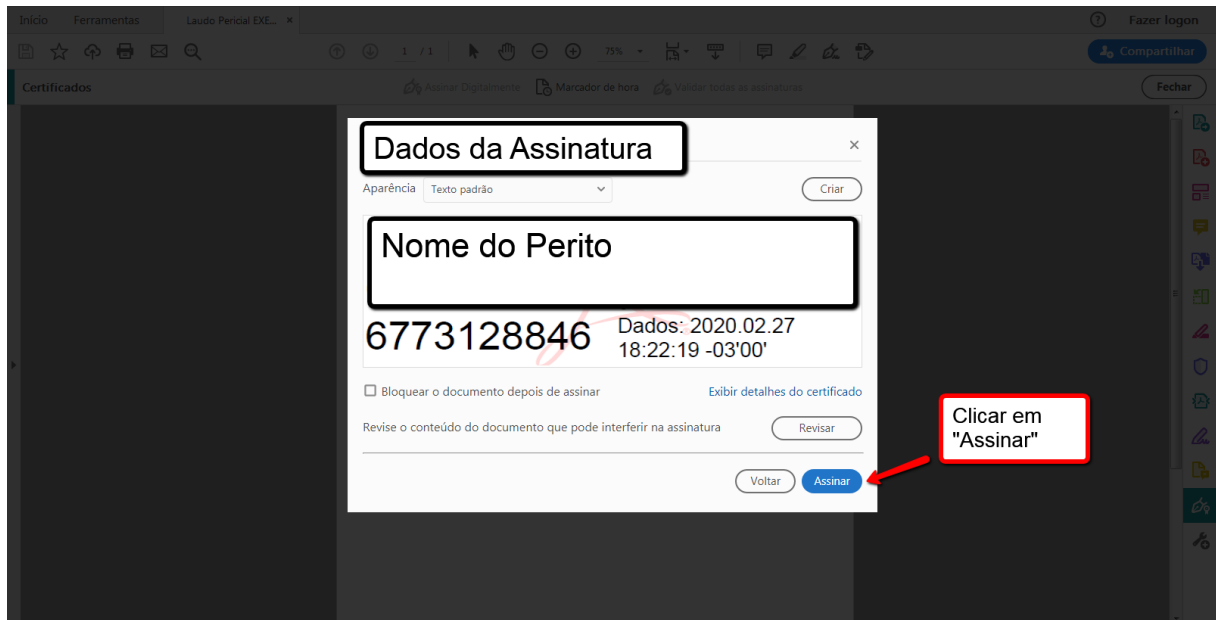 Início Ferramentas Laudo Pericial EXE... ×
Fazer logon
1 / 1 75%
Compartilhar
Certificados
Assinar Digitalmente Marcador de hora Validar todas as assinaturas
Fechar
Dados da Assinatura
Aparência Texto padrão Criar
Nome do Perito
6773128846
Dados: 2020.02.27
18:22:19 -03'00'
Bloquear o documento depois de assinar Exibir detalhes do certificado
Revise o conteúdo do documento que pode interferir na assinatura Revisar
Clicar em
"Assinar"
Voltar Assinar